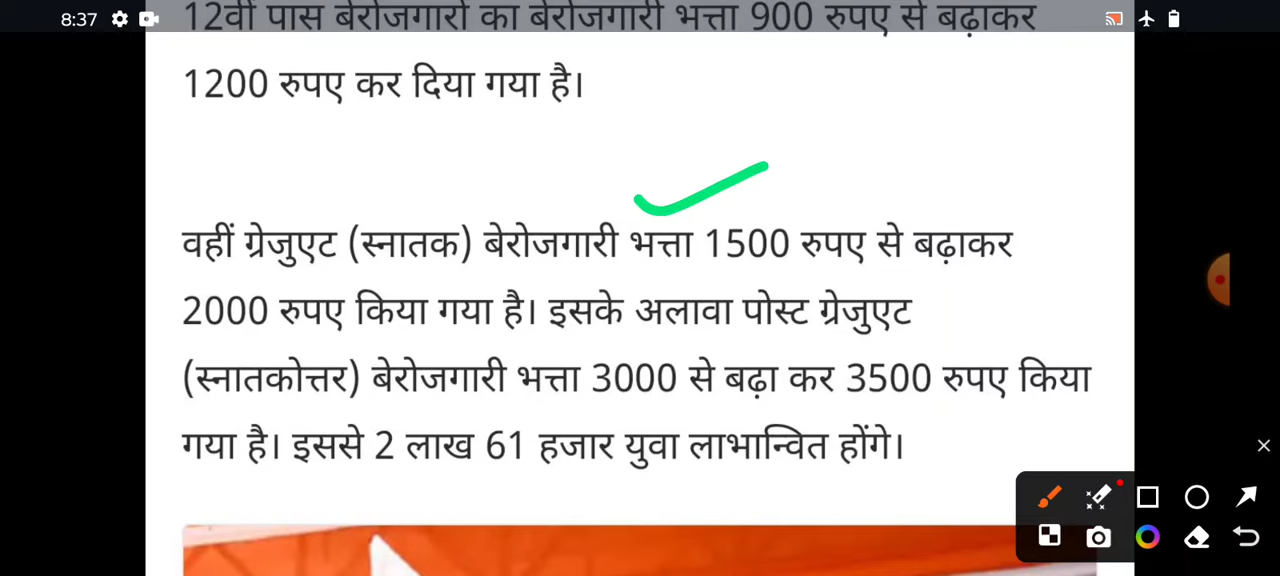 8:37
12वीं पास बेरोजगारों का बेरोजगारी भत्ता 900 रुपए से बढ़ाकर
1200 रुपए कर दिया गया है।
वहीं ग्रेजुएट (स्नातक) बेरोजगारी भत्ता 1500 रुपए से बढ़ाकर
2000 रुपए किया गया है। इसके अलावा पोस्ट ग्रेजुएट
(स्नातकोत्तर) बेरोजगारी भत्ता 3000 से बढ़ा कर 3500 रुपए किया
गया है। इससे 2 लाख 61 हजार युवा लाभान्वित होंगे।